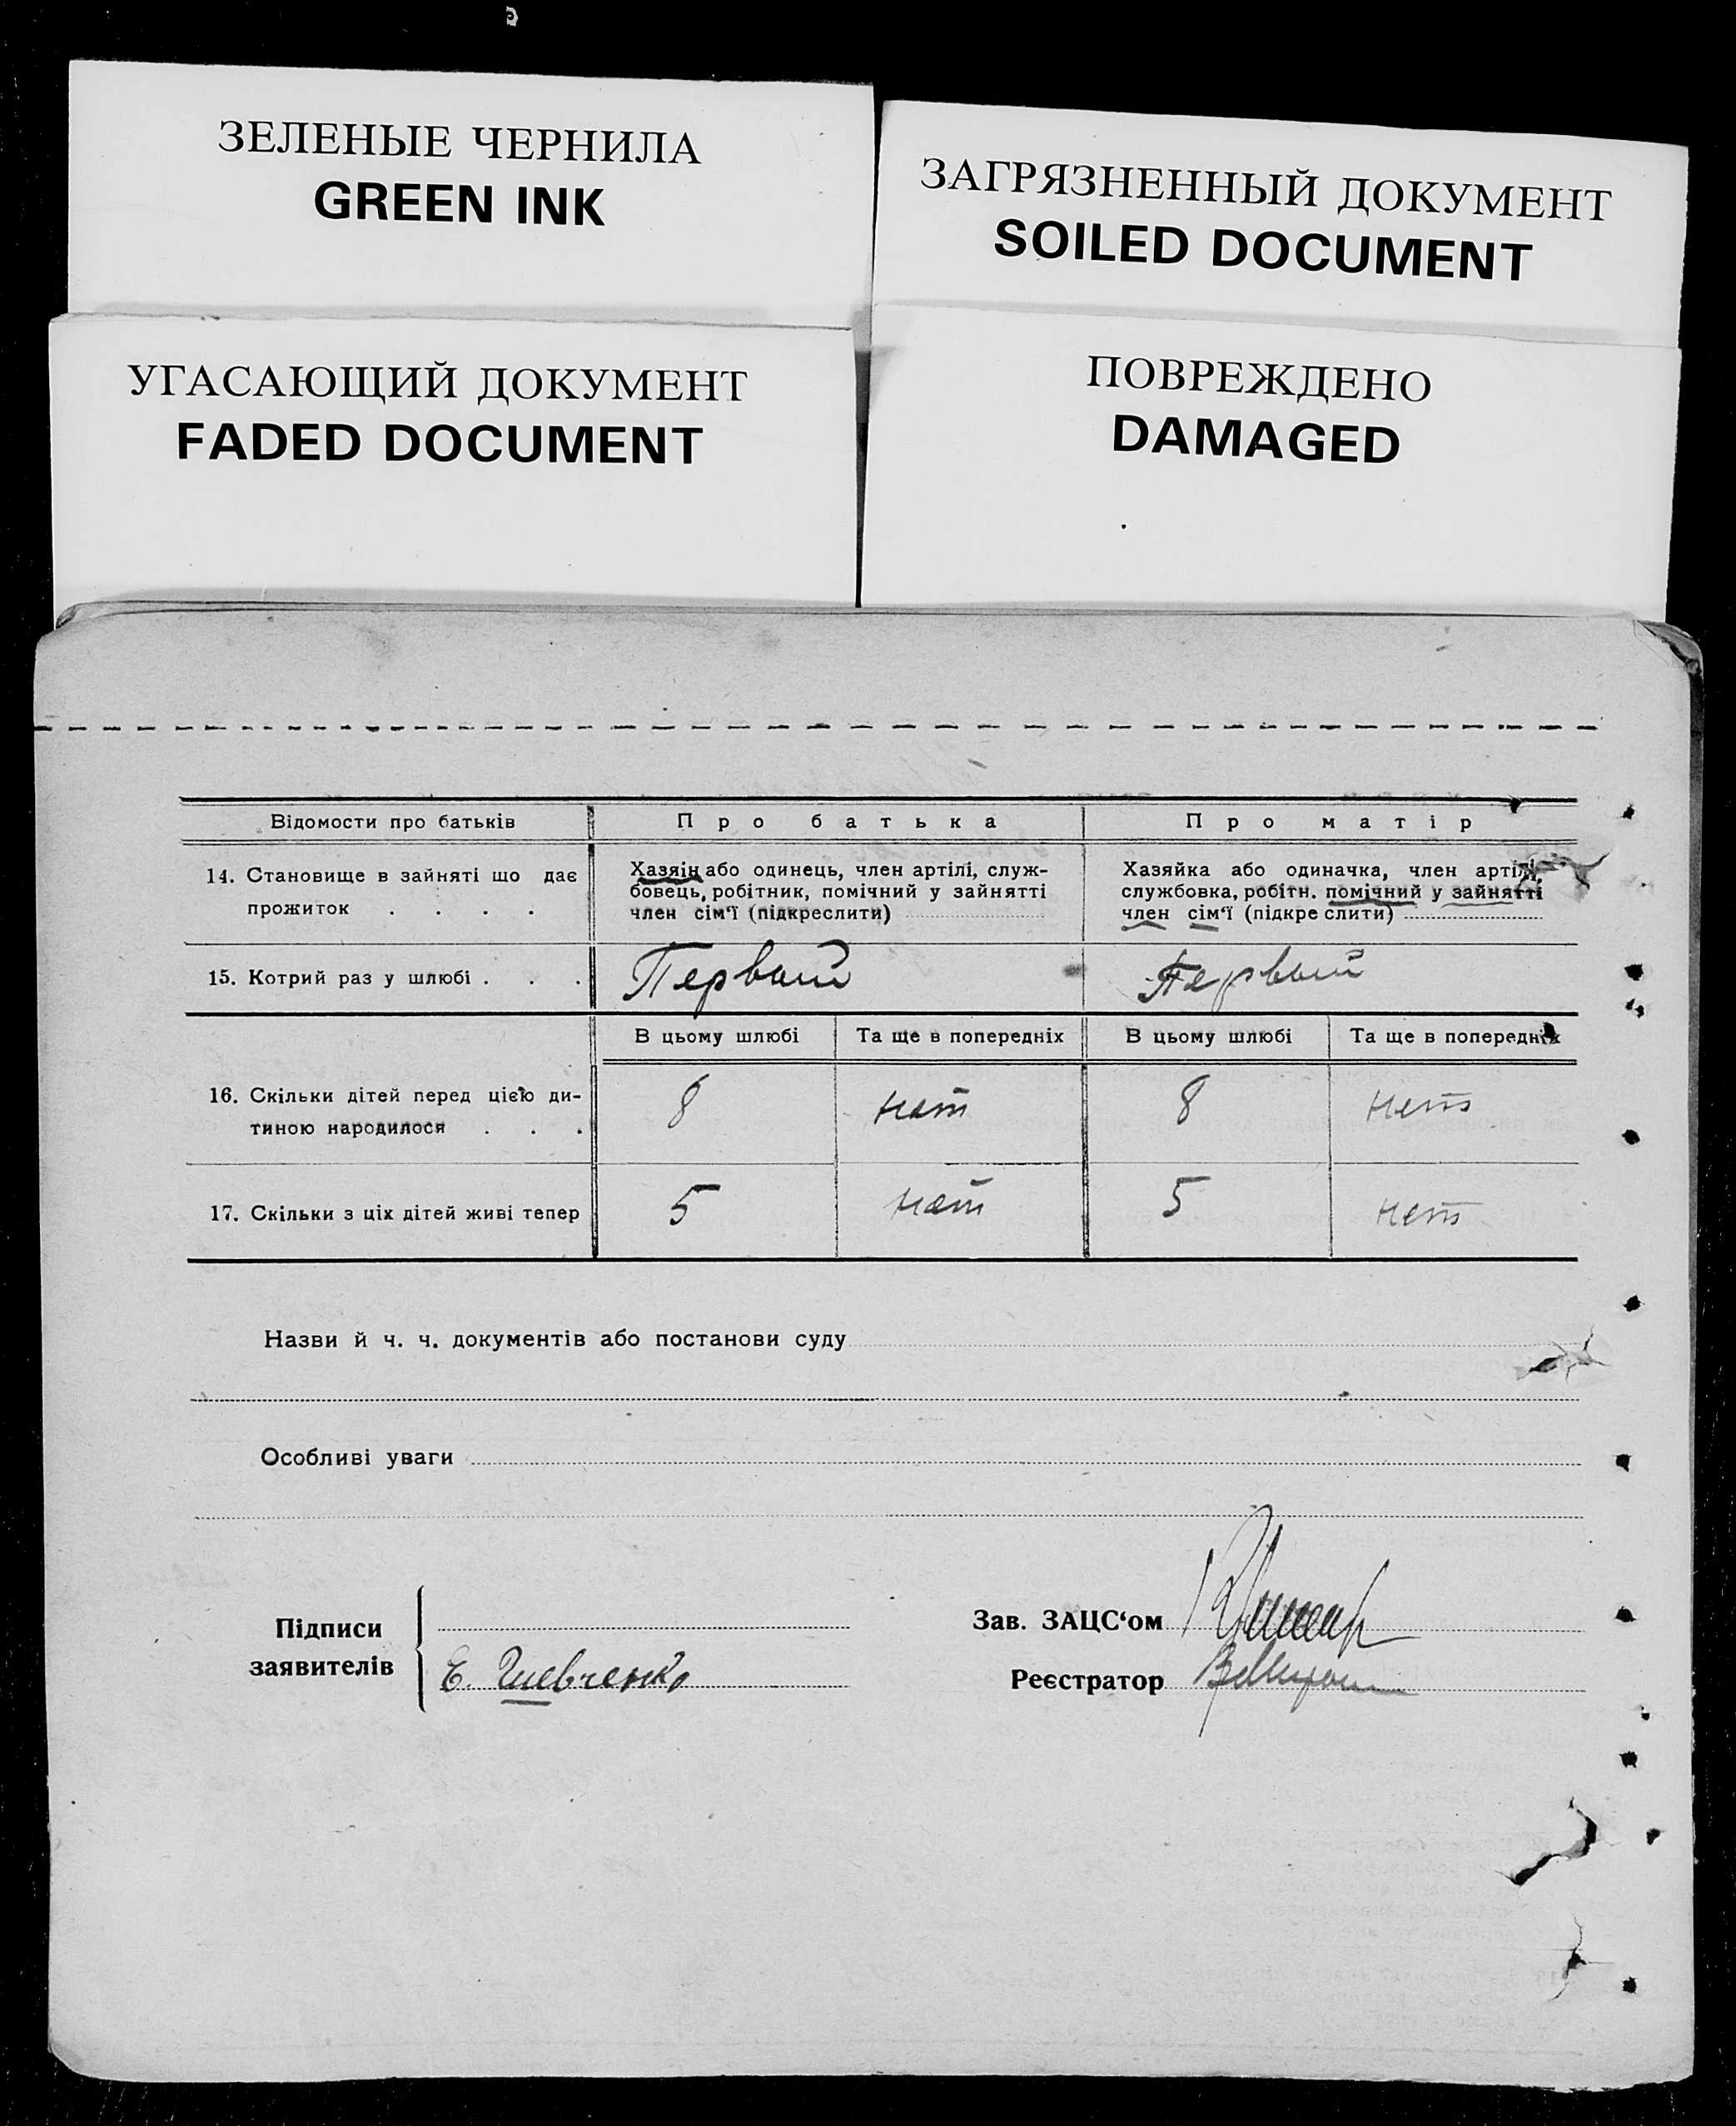 ЗЕЛЕНЫЕ ЧЕРНИЛА
GREEN INK
ЗАГРЯЗНЕННЫЙ ДОКУМЕНТ
SOILED DOCUMENT
УГАСАЮЩИЙ ДОКУМЕНТ
FADED DOCUMENT
ПОВРЕЖДЕНО
DAMAGED
Відомости про батьків Про батька Про матір
14. Становище в зайняті що дає
прожиток . . . .
Хазяін або одинець, член артілі, служ-
бовець, робітник, помічний у зайнятті
член сім‘ї (підкреслити)
Хазяйка або одиначка, член артілі,
службовка, робітн. помічний у зайнятті
член сім‘ї (підкре слити)
15. Котрий раз у шлюбі . . . Первый Первый
В цьому шлюбі Та ще в попередніх В цьому шлюбі Та ще в попередніх
16. Скільки дітей перед цією ди-
тиною народилося . . . 8 нет 8 нет
17. Скільки з ціх дітей живі тепер 5 нет 5 нет
Назви й ч. ч. документів або постанови суду
Особливі уваги
Підписи
заявителів
Е. Шевченко
Зав. ЗАЦС‘ом
Реєстратор